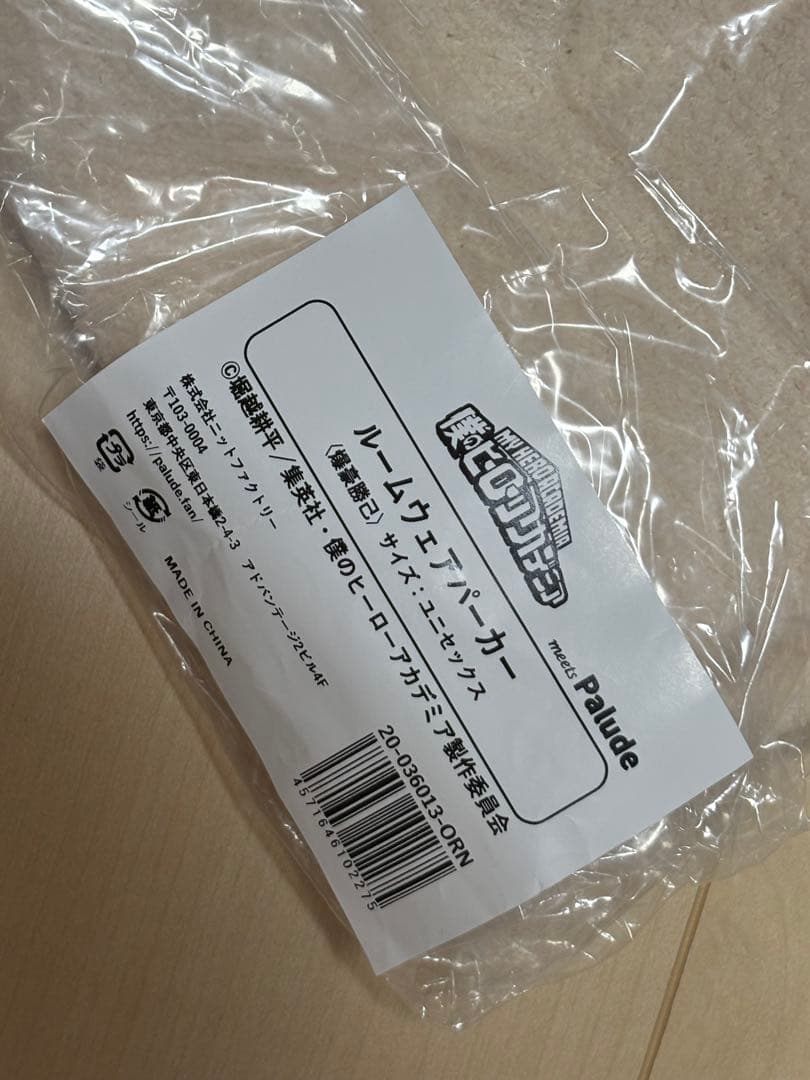 MY HERO ACADEMIA
僕のヒーローアカデミア
meets Palude
ルームウェアパーカー
〈爆豪勝己〉 サイズ：ユニセックス
©堀越耕平／集英社・僕のヒーローアカデミア製作委員会
株式会社ニットファクトリー
〒103-0004
東京都中央区東日本橋2-4-3 アドバンテージ2ビル4F
https://palude.fan/
プラ
袋
紙
シール
MADE IN CHINA
20-036013-ORN
4571646102275